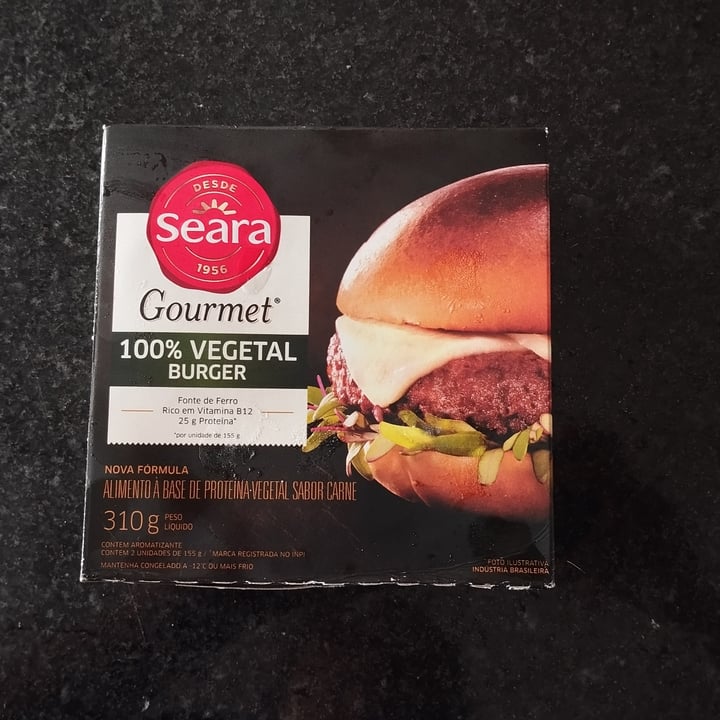 DESDE
Seara
1956
Gourmet®
100% VEGETAL
BURGER
Fonte de Ferro
Rico em Vitamina B12
25 g Proteína*
*por unidade de 155 g
NOVA FÓRMULA
ALIMENTO À BASE DE PROTEÍNA VEGETAL SABOR CARNE
310 g PESO LÍQUIDO
CONTÉM AROMATIZANTE
CONTÉM 2 UNIDADES DE 155 g / *MARCA REGISTRADA NO INPI
MANTENHA CONGELADO A -12°C OU MAIS FRIO
FOTO ILUSTRATIVA
INDÚSTRIA BRASILEIRA